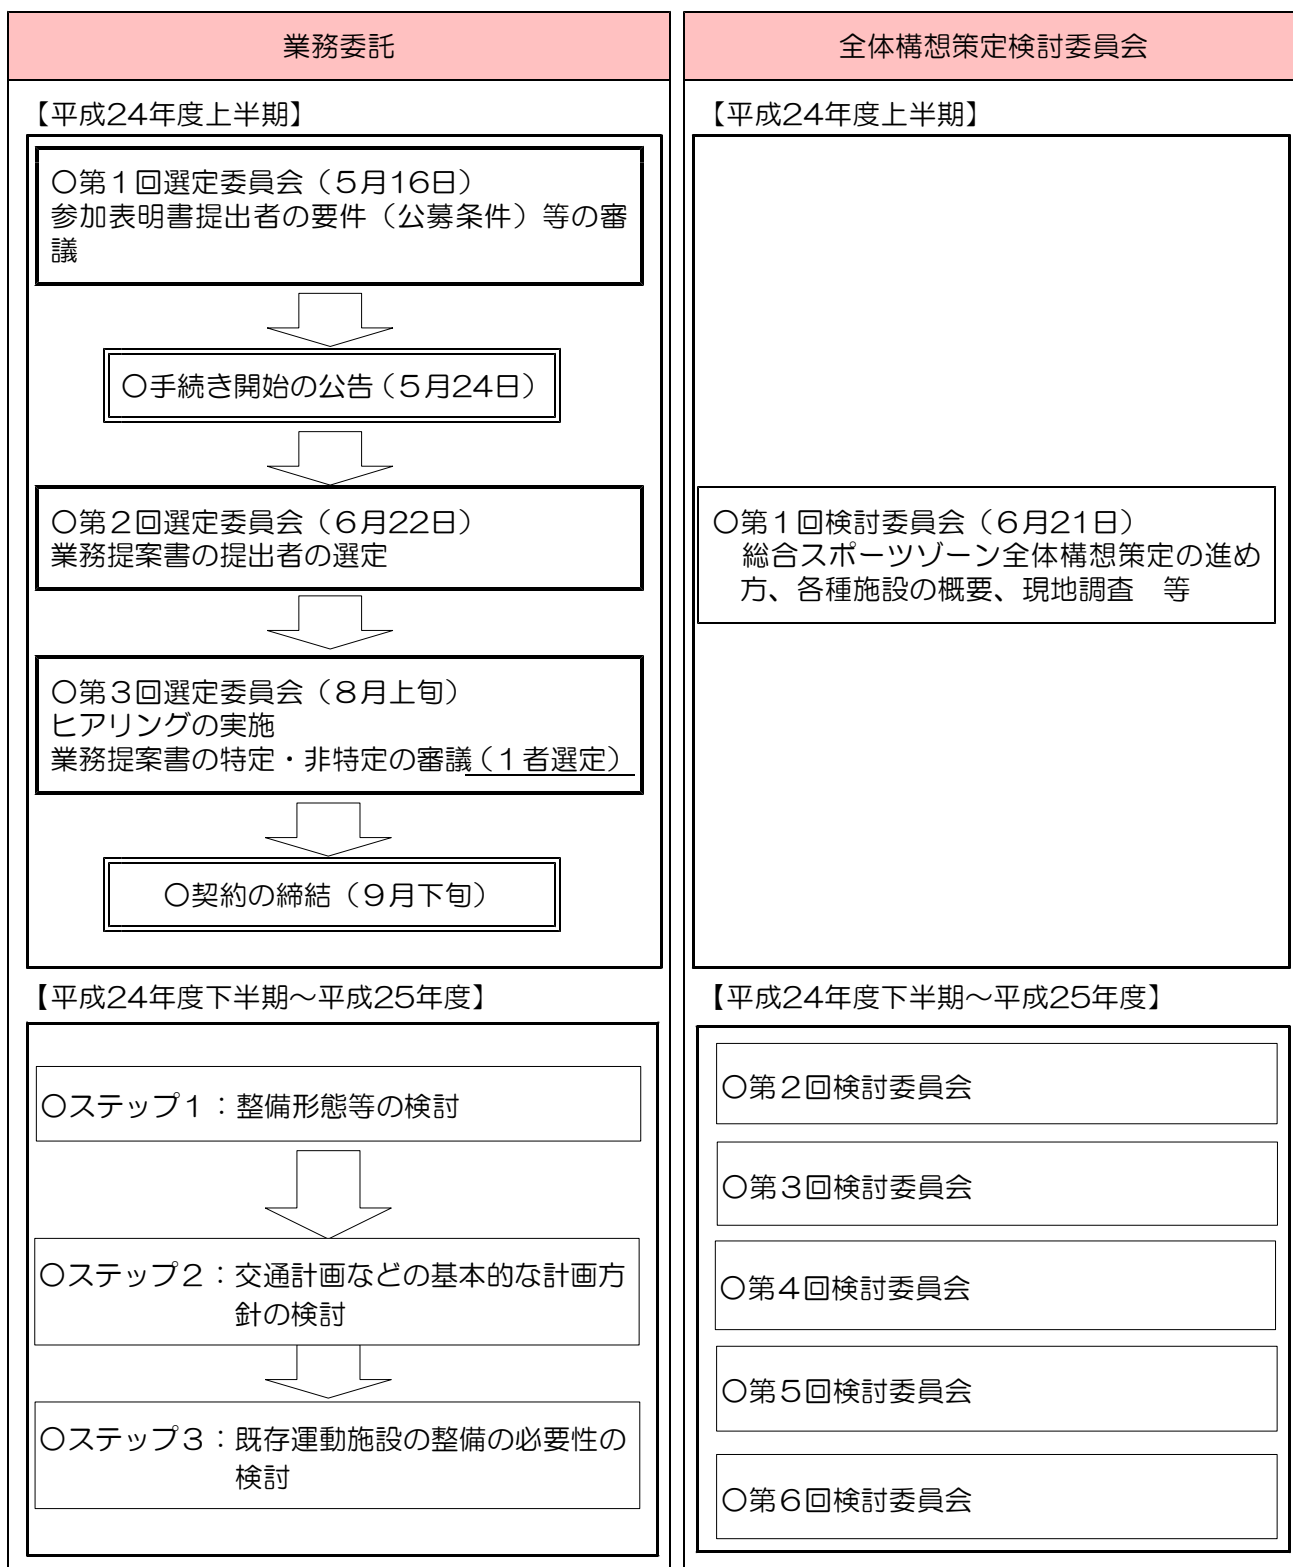 業務委託
【平成24年度上半期】
〇第１回選定委員会（５月16日）
参加表明書提出者の要件（公募条件）等の審
議
〇手続き開始の公告（５月24日）
〇第２回選定委員会（６月22日）
業務提案書の提出者の選定
〇第３回選定委員会（８月上旬）
ヒアリングの実施
業務提案書の特定・非特定の審議（１者選定）
〇契約の締結（９月下旬）
【平成24年度下半期～平成25年度】
〇ステップ１：整備形態等の検討
〇ステップ２：交通計画などの基本的な計画方
針の検討
〇ステップ３：既存運動施設の整備の必要性の
検討
全体構想策定検討委員会
【平成24年度上半期】
〇第１回検討委員会（６月21日）
総合スポーツゾーン全体構想策定の進め
方、各種施設の概要、現地調査　等
【平成24年度下半期～平成25年度】
〇第２回検討委員会
〇第３回検討委員会
〇第４回検討委員会
〇第５回検討委員会
〇第６回検討委員会